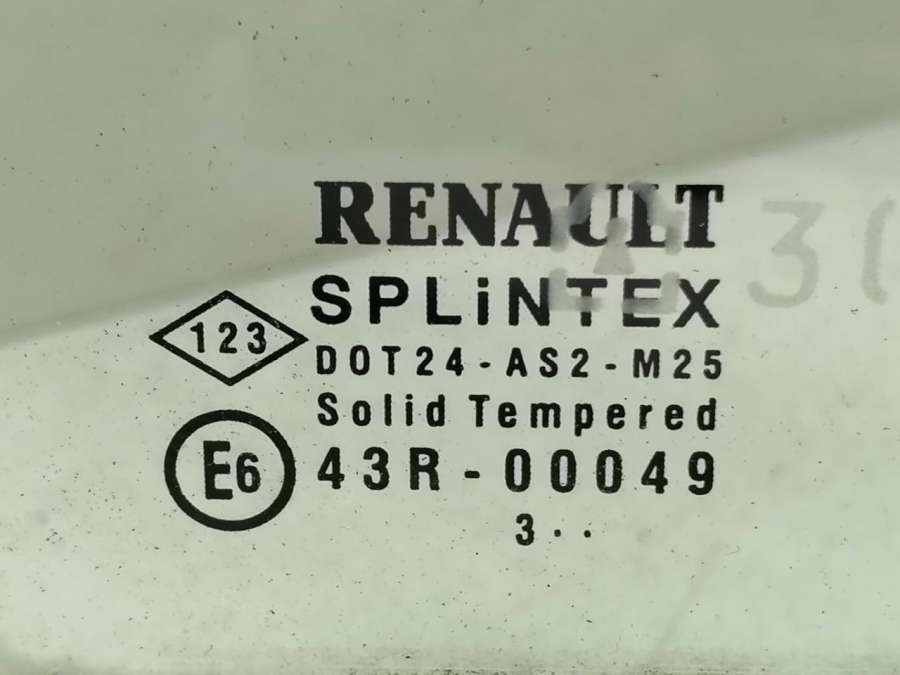 RENAULT
SPLiNTEX
123
DOT24-AS2-M25
Solid Tempered
E6
43R-00049
3··